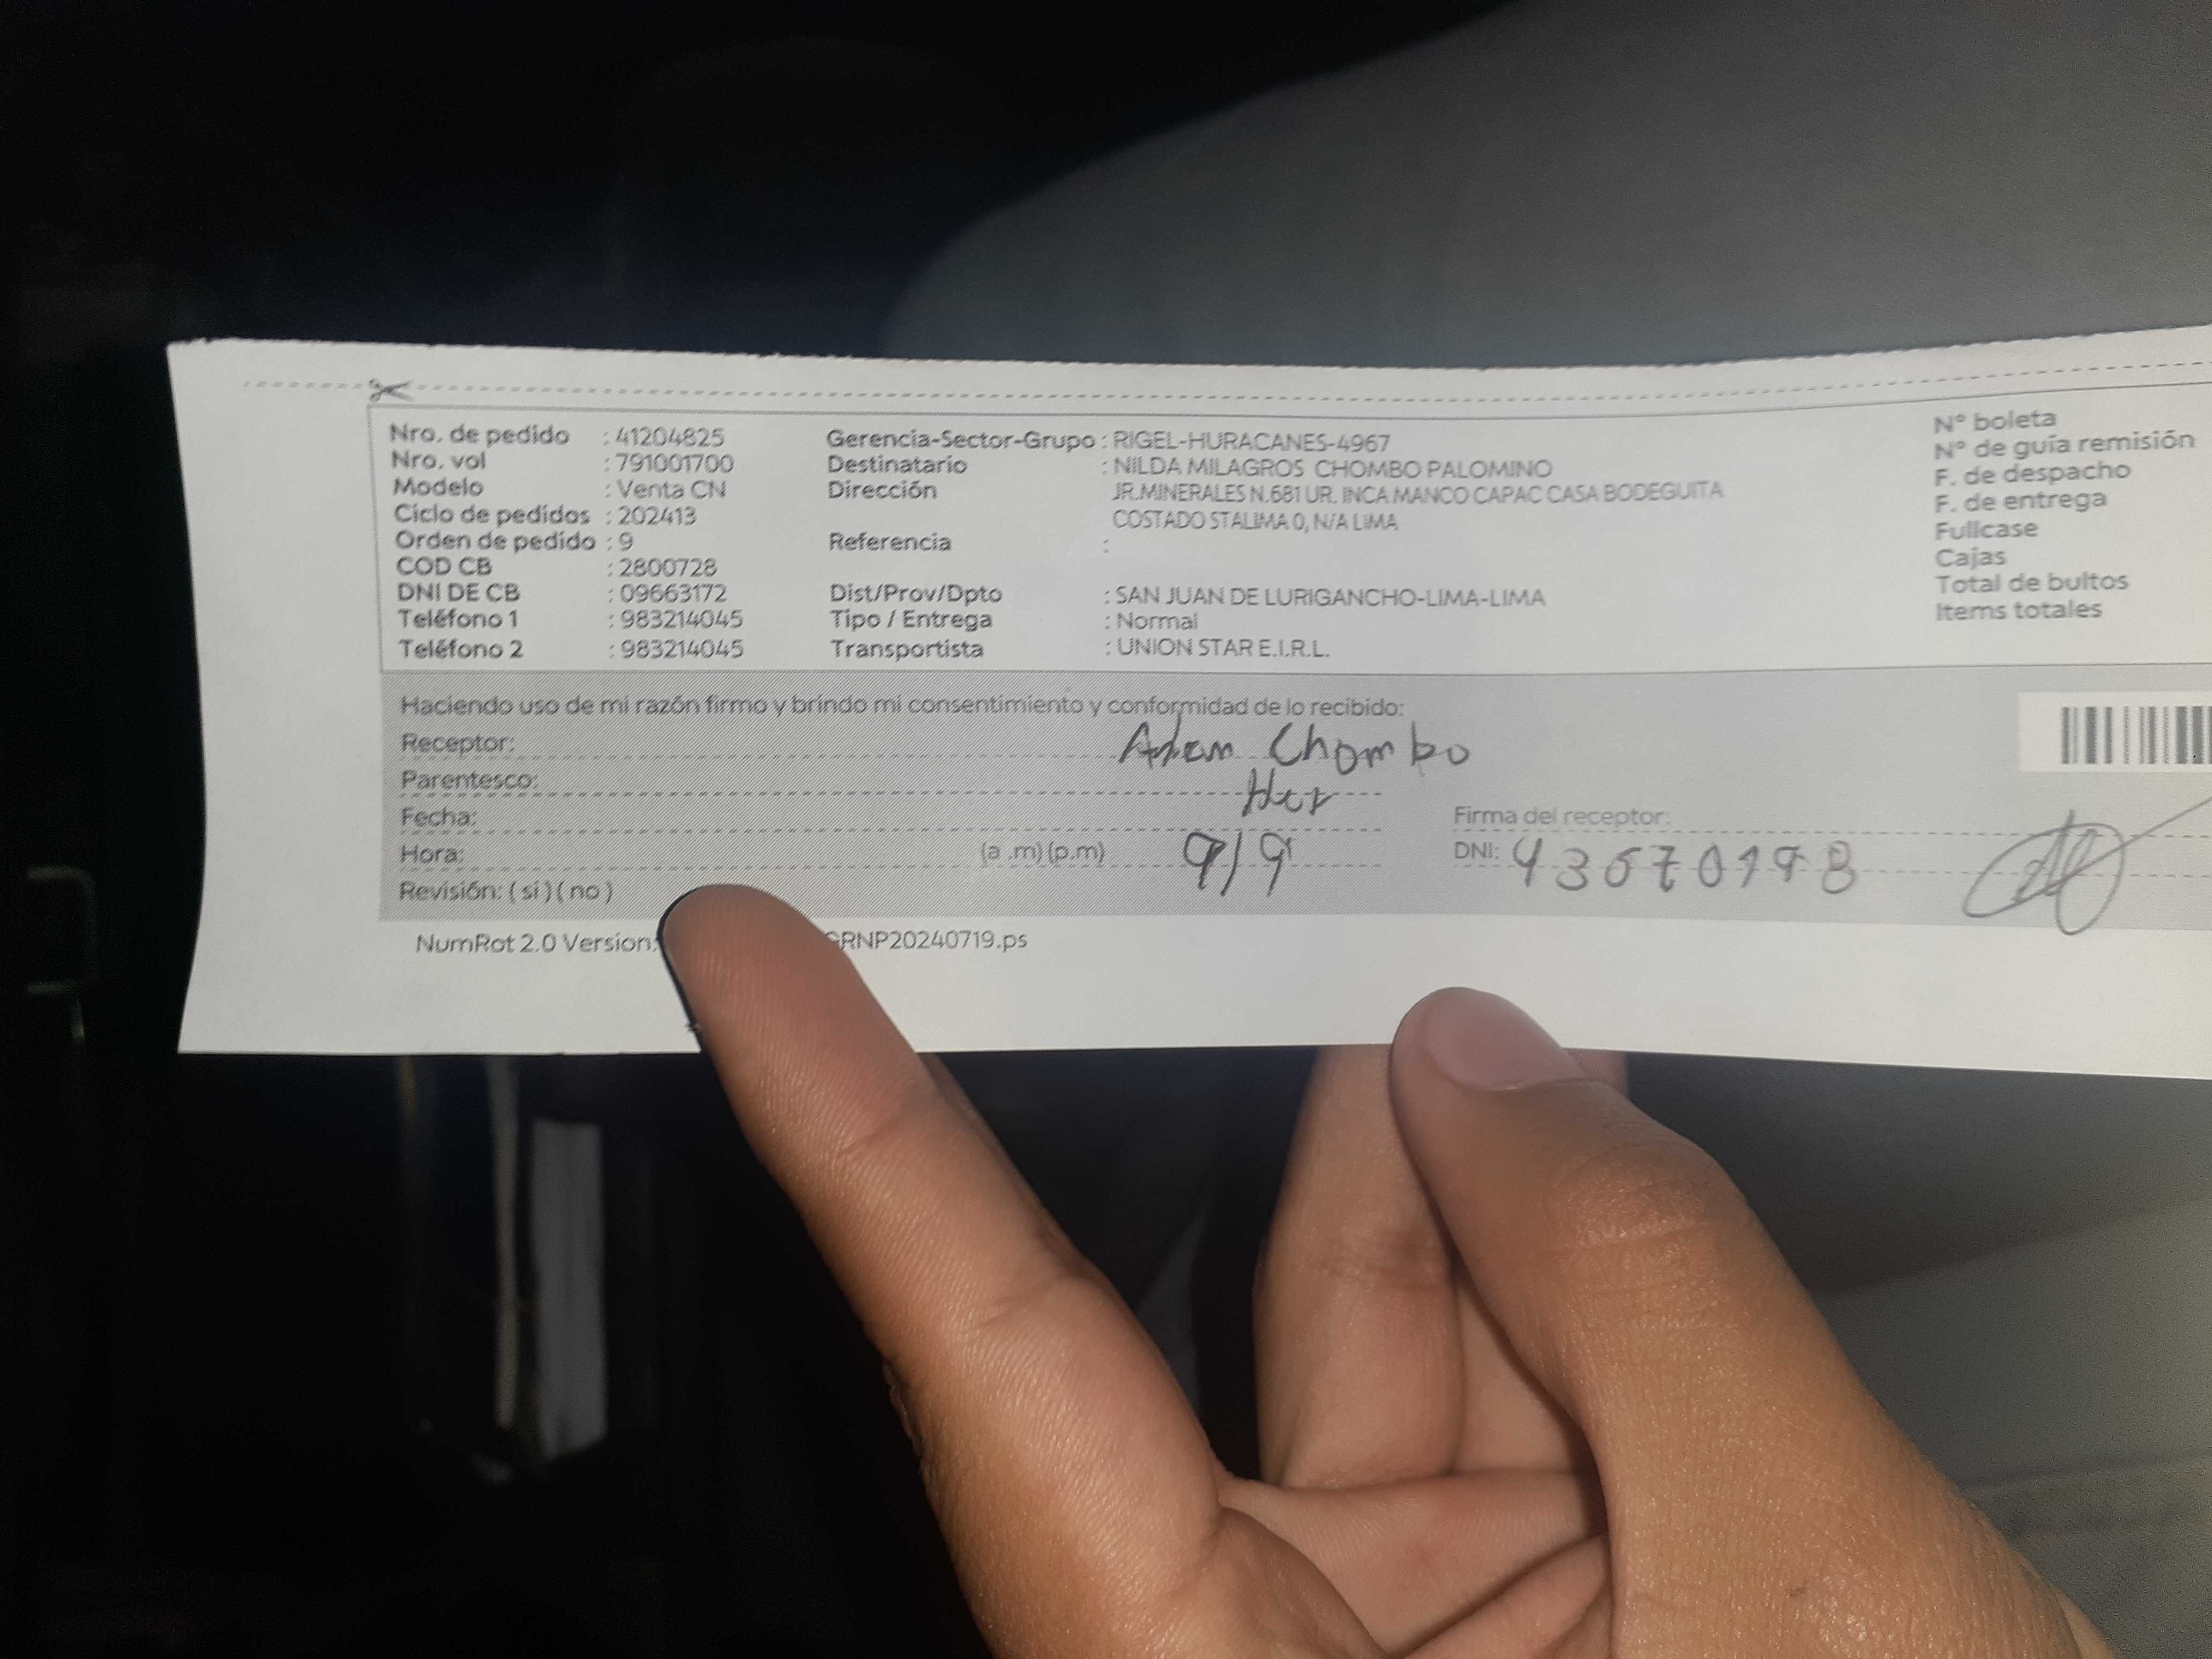 Nro. de pedido : 41204825
Nro. vol : 791001700
Modelo : Venta CN
Ciclo de pedidos : 202413
Orden de pedido : 9
COD CB : 2800728
DNI DE CB : 09663172
Teléfono 1 : 983214045
Teléfono 2 : 983214045
Gerencia-Sector-Grupo : RIGEL-HURACANES-4967
Destinatario : NILDA MILAGROS CHOMBO PALOMINO
Dirección JR.MINERALES N.681 UR. INCA MANCO CAPAC CASA BODEGUITA
COSTADO STALIMA 0, N/A LIMA
Referencia :
Dist/Prov/Dpto : SAN JUAN DE LURIGANCHO-LIMA-LIMA
Tipo / Entrega : Normal
Transportista : UNION STAR E.I.R.L.
N° boleta
N° de guía remisión
F. de despacho
F. de entrega
Fullcase
Cajas
Total de bultos
Items totales
Haciendo uso de mi razón firmo y brindo mi consentimiento y conformidad de lo recibido:
Receptor: Chombo
Parentesco:
Fecha:
Hora: (a .m) (p.m) 9/9
Revisión: ( si ) ( no )
Firma del receptor:
DNI:
NumRot 2.0 Version: GRNP20240719.ps